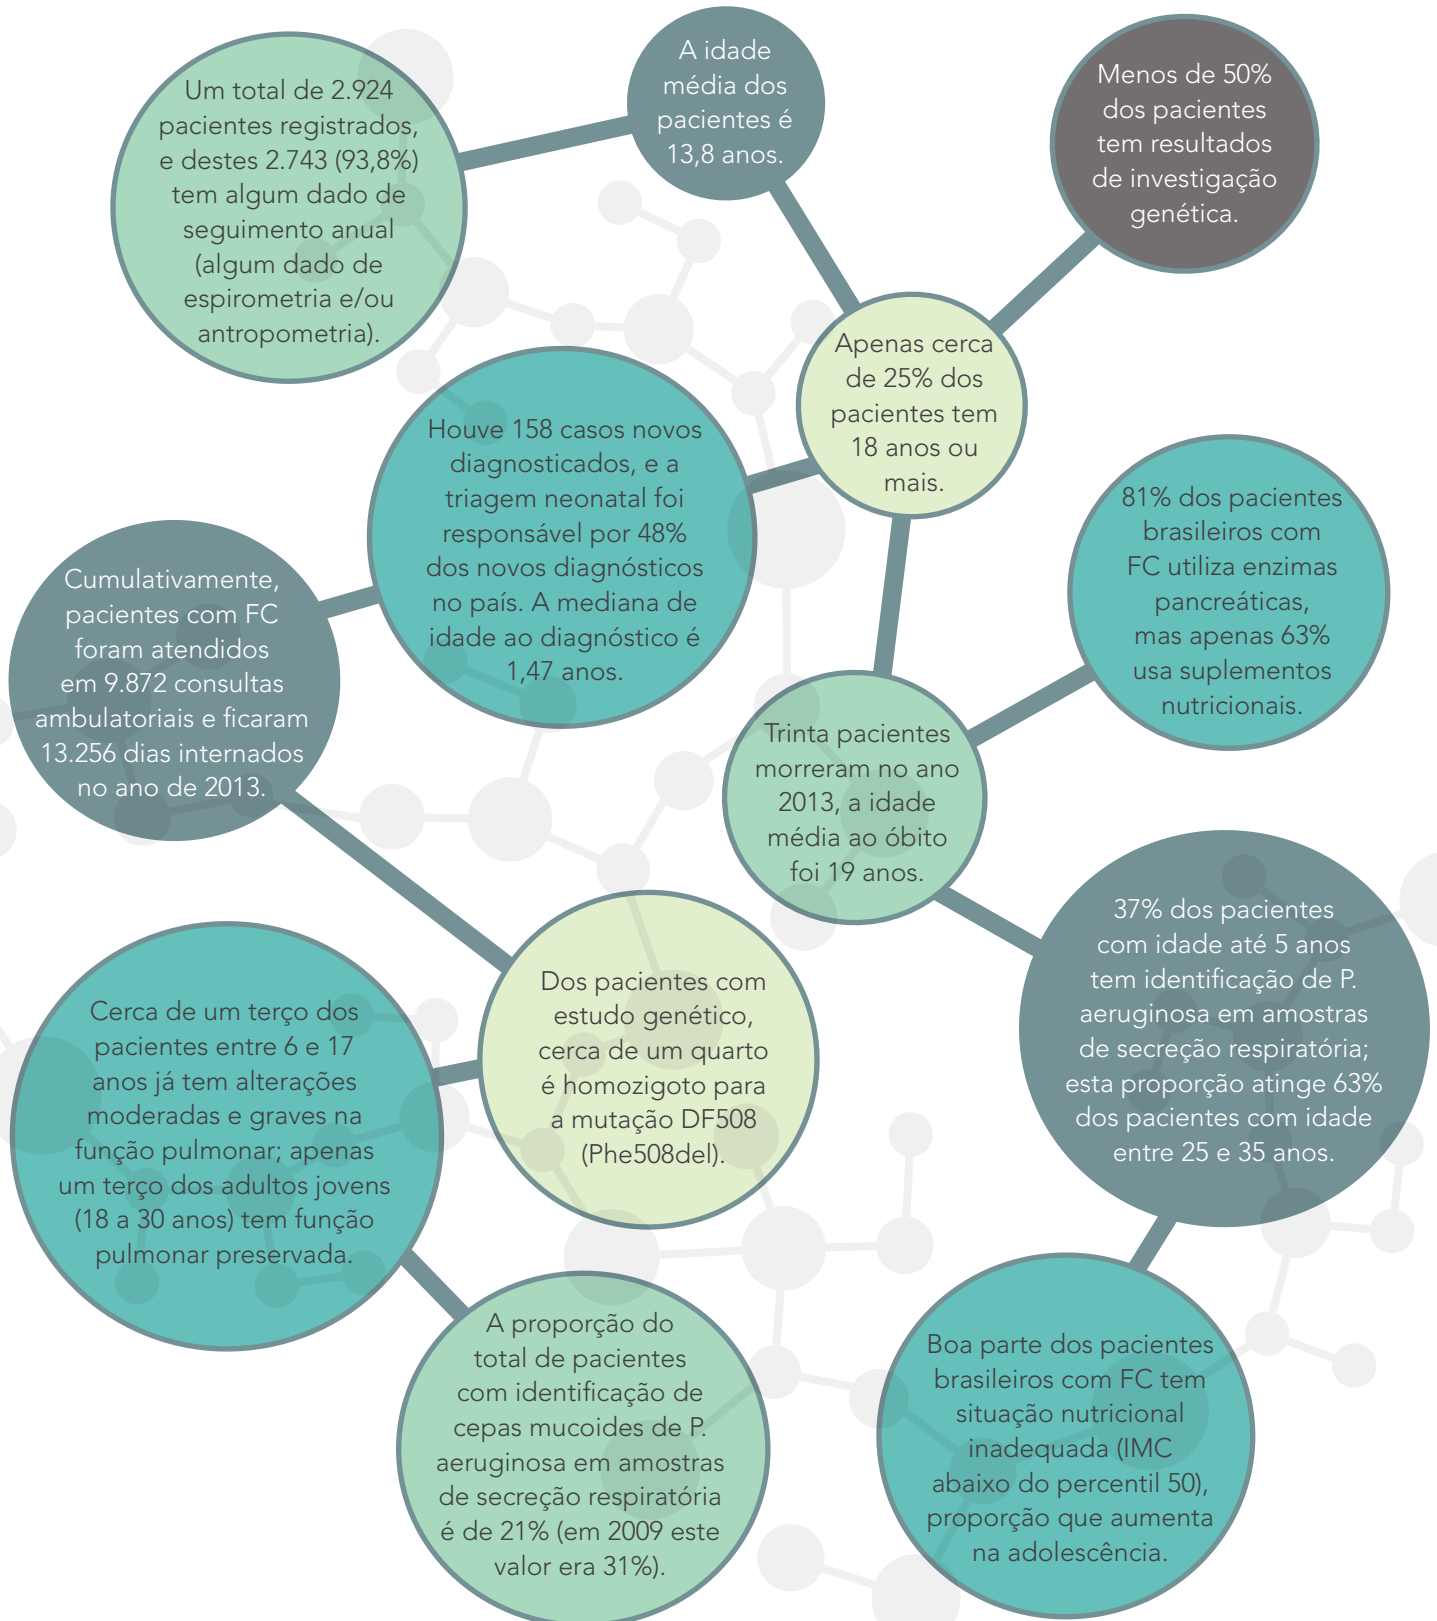 Um total de 2.924
pacientes registrados,
e destes 2.743 (93,8%)
tem algum dado de
seguimento anual
(algum dado de
espirometria e/ou
antropometria).
A idade
média dos
pacientes é
13,8 anos.
Menos de 50%
dos pacientes
tem resultados
de investigação
genética.
Apenas cerca
de 25% dos
pacientes tem
18 anos ou
mais.
Houve 158 casos novos
diagnosticados, e a
triagem neonatal foi
responsável por 48%
dos novos diagnósticos
no país. A mediana de
idade ao diagnóstico é
1,47 anos.
81% dos pacientes
brasileiros com
FC utiliza enzimas
pancreáticas,
mas apenas 63%
usa suplementos
nutricionais.
Cumulativamente,
pacientes com FC
foram atendidos
em 9.872 consultas
ambulatoriais e ficaram
13.256 dias internados
no ano de 2013.
Trinta pacientes
morreram no ano
2013, a idade
média ao óbito
foi 19 anos.
37% dos pacientes
com idade até 5 anos
tem identificação de P.
aeruginosa em amostras
de secreção respiratória;
esta proporção atinge 63%
dos pacientes com idade
entre 25 e 35 anos.
Dos pacientes com
estudo genético,
cerca de um quarto
é homozigoto para
a mutação DF508
(Phe508del).
Cerca de um terço dos
pacientes entre 6 e 17
anos já tem alterações
moderadas e graves na
função pulmonar; apenas
um terço dos adultos jovens
(18 a 30 anos) tem função
pulmonar preservada.
A proporção do
total de pacientes
com identificação de
cepas mucoides de P.
aeruginosa em amostras
de secreção respiratória
é de 21% (em 2009 este
valor era 31%).
Boa parte dos pacientes
brasileiros com FC tem
situação nutricional
inadequada (IMC
abaixo do percentil 50),
proporção que aumenta
na adolescência.